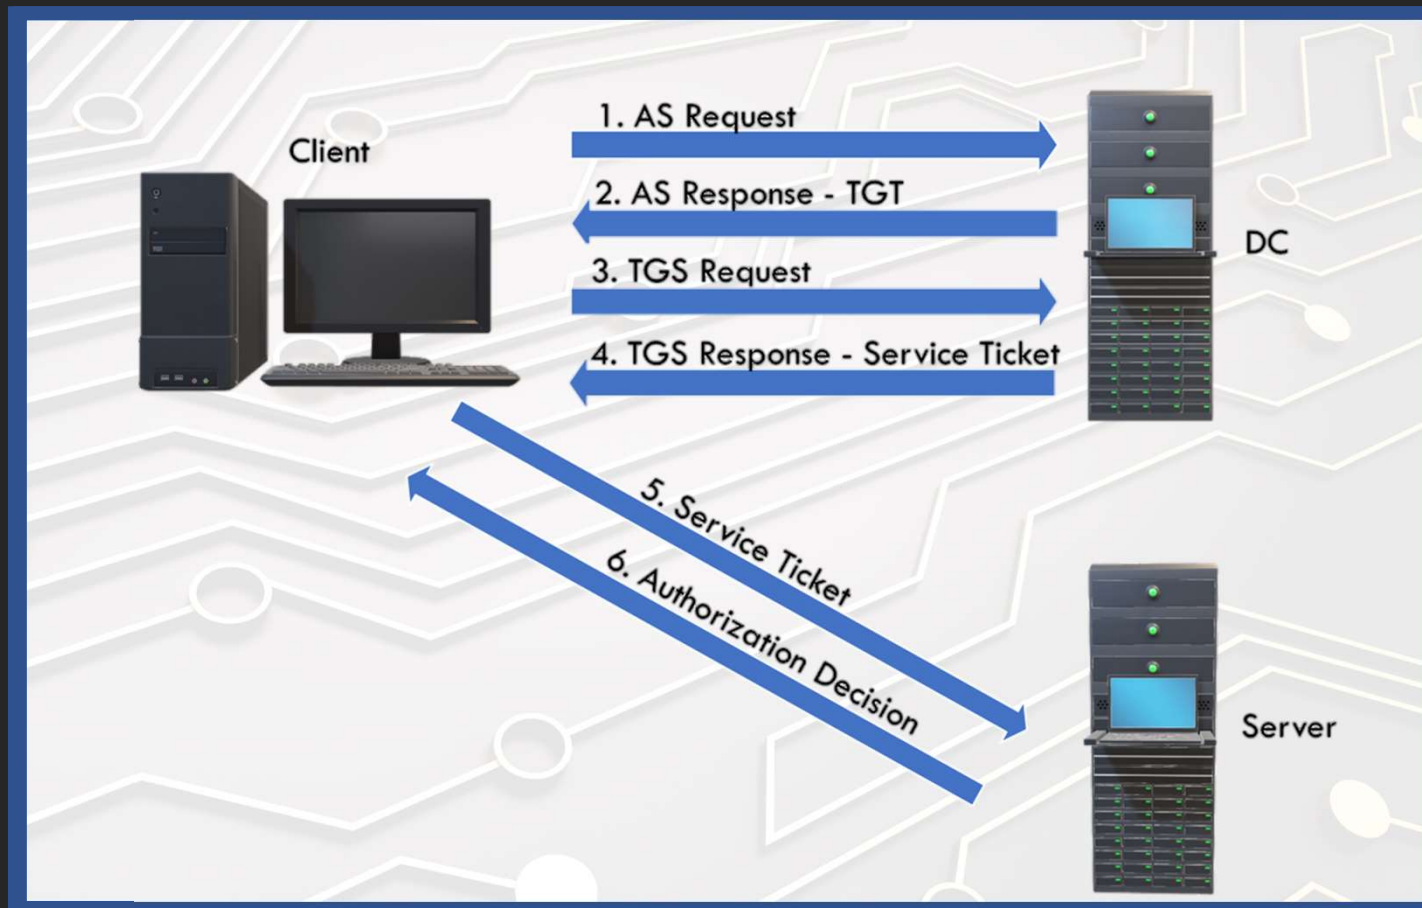 Client
1. AS Request
2. AS Response - TGT
3. TGS Request
4. TGS Response - Service Ticket
DC
5. Service Ticket
6. Authorization Decision
Server